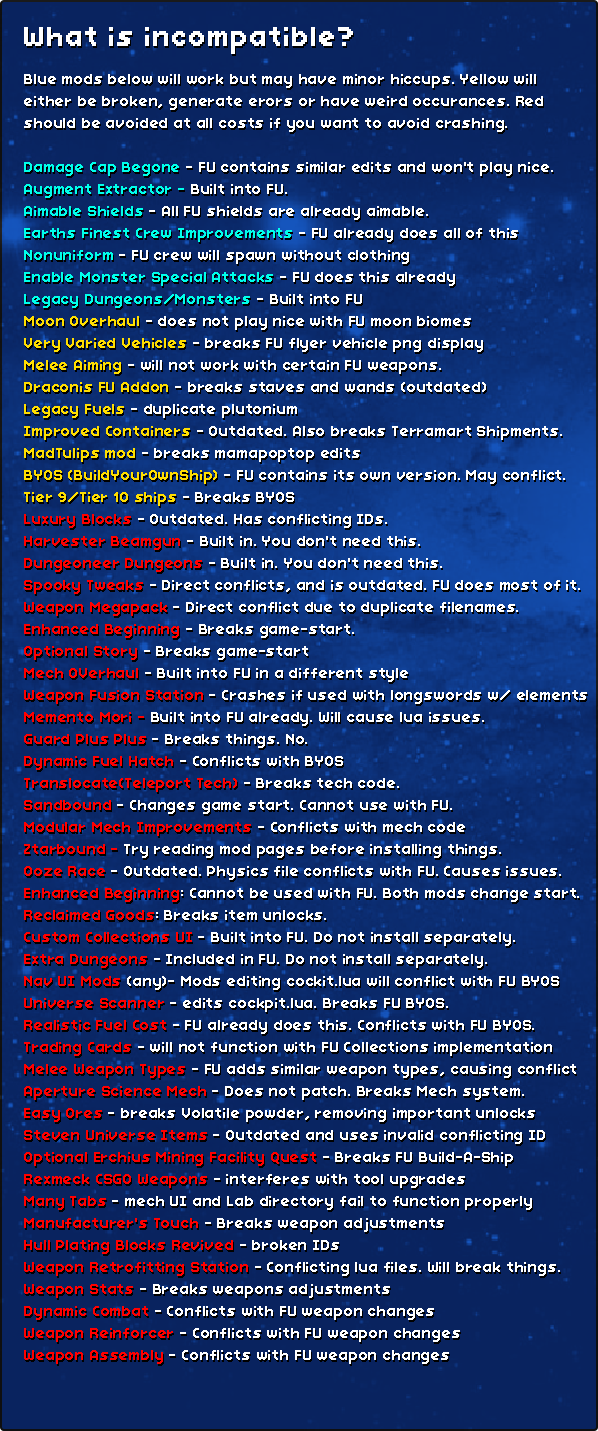 What is incompatible?
Blue mods below will work but may have minor hiccups. Yellow will
either be broken, generate erors or have weird occurances. Red
should be avoided at all costs if you want to avoid crashing.
Damage Cap Begone - FU contains similar edits and won't play nice.
Augment Extractor - Built into FU.
Aimable Shields - All FU shields are already aimable.
Earths Finest Crew Improvements - FU already does all of this
Nonuniform - FU crew will spawn without clothing
Enable Monster Special Attacks - FU does this already
Legacy Dungeons/Monsters - Built into FU
Moon Overhaul - does not play nice with FU moon biomes
Very Varied Vehicles - breaks FU flyer vehicle png display
Melee Aiming - will not work with certain FU weapons.
Draconis FU Addon - breaks staves and wands (outdated)
Legacy Fuels - duplicate plutonium
Improved Containers - Outdated. Also breaks Terramart Shipments.
MadTulips mod - breaks mamapoptop edits
BYOS (BuildYourOwnShip) - FU contains its own version. May conflict.
Tier 9/Tier 10 ships - Breaks BYOS
Luxury Blocks - Outdated. Has conflicting IDs.
Harvester Beamgun - Built in. You don't need this.
Dungeoneer Dungeons - Built in. You don't need this.
Spooky Tweaks - Direct conflicts, and is outdated. FU does most of it.
Weapon Megapack - Direct conflict due to duplicate filenames.
Enhanced Beginning - Breaks game-start.
Optional Story - Breaks game-start
Mech Overhaul - Built into FU in a different style
Weapon Fusion Station - Crashes if used with longswords w/ elements
Memento Mori - Built into FU already. Will cause lua issues.
Guard Plus Plus - Breaks things. No.
Dynamic Fuel Hatch - Conflicts with BYOS
Translocate(Teleport Tech) - Breaks tech code.
Sandbound - Changes game start. Cannot use with FU.
Modular Mech Improvements - Conflicts with mech code
Ztarbound - Try reading mod pages before installing things.
Ooze Race - Outdated. Physics file conflicts with FU. Causes issues.
Enhanced Beginning: Cannot be used with FU. Both mods change start.
Reclaimed Goods: Breaks item unlocks.
Custom Collections UI - Built into FU. Do not install separately.
Extra Dungeons - Included in FU. Do not install separately.
Nav UI Mods (any)- Mods editing cockit.lua will conflict with FU BYOS
Universe Scanner - edits cockpit.lua. Breaks FU BYOS.
Realistic Fuel Cost - FU already does this. Conflicts with FU BYOS.
Trading Cards - will not function with FU Collections implementation
Melee Weapon Types - FU adds similar weapon types, causing conflict
Aperture Science Mech - Does not patch. Breaks Mech system.
Easy Ores - breaks Volatile powder, removing important unlocks
Steven Universe Items - Outdated and uses invalid conflicting ID
Optional Erchius Mining Facility Quest - Breaks FU Build-A-Ship
Rexmeck CSGO Weapons - interferes with tool upgrades
Many Tabs - mech UI and Lab directory fail to function properly
Manufacturer's Touch - Breaks weapon adjustments
Hull Plating Blocks Revived - broken IDs
Weapon Retrofitting Station - Conflicting lua files. Will break things.
Weapon Stats - Breaks weapons adjustments
Dynamic Combat - Conflicts with FU weapon changes
Weapon Reinforcer - Conflicts with FU weapon changes
Weapon Assembly - Conflicts with FU weapon changes